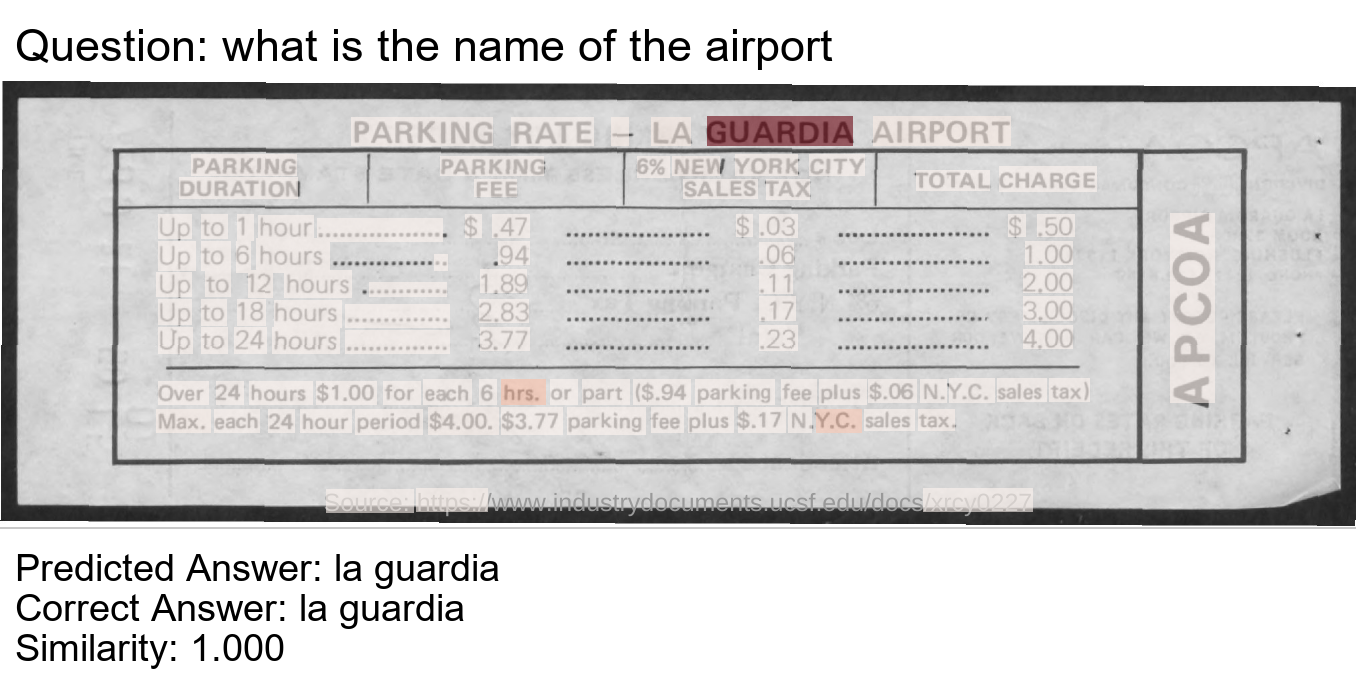 Question: what is the name of the airport
PARKING RATE — LA GUARDIA AIRPORT
PARKING DURATION
PARKING FEE
6% NEW YORK CITY SALES TAX
TOTAL CHARGE
Up to 1 hour................. $ .47 .................... $ .03 .................... $ .50
Up to 6 hours ............... .94 .................... .06 .................... 1.00
Up to 12 hours ............ 1.89 .................... .11 .................... 2.00
Up to 18 hours .............. 2.83 .................... .17 .................... 3.00
Up to 24 hours .............. 3.77 .................... .23 .................... 4.00
Over 24 hours $1.00 for each 6 hrs. or part ($.94 parking fee plus $.06 N.Y.C. sales tax)
Max. each 24 hour period $4.00. $3.77 parking fee plus $.17 N.Y.C. sales tax.
APCOA
Source: https://www.industrydocuments.ucsf.edu/docs/xrcy0227
Predicted Answer: la guardia
Correct Answer: la guardia
Similarity: 1.000